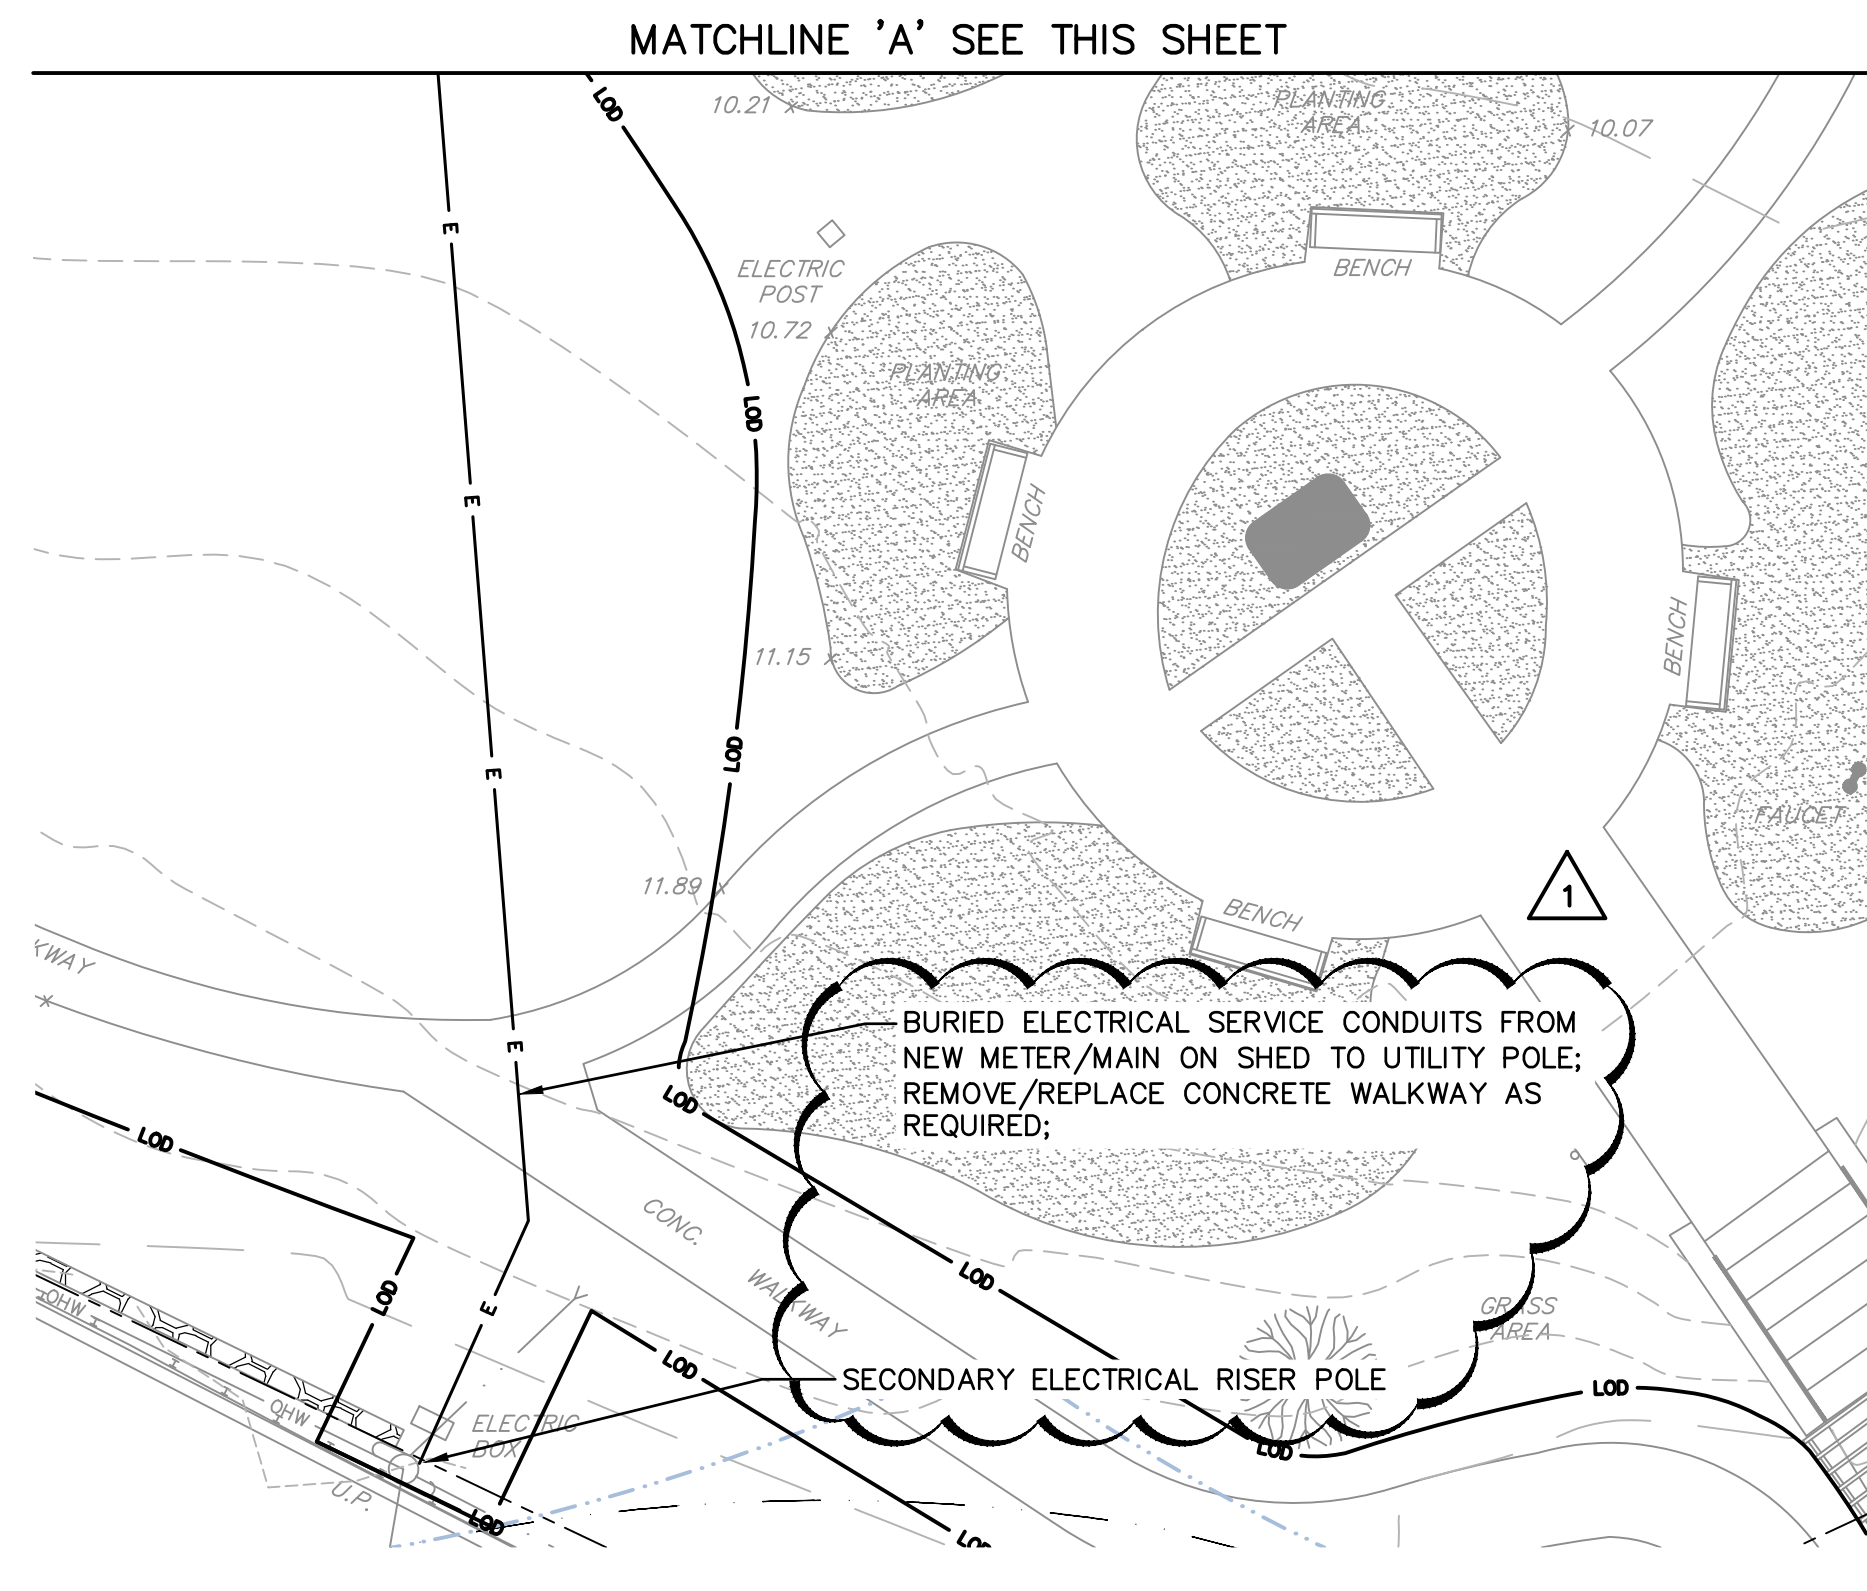 MATCHLINE 'A' SEE THIS SHEET
LOD
10.21 x
PLANTING
AREA
x 10.07
E
ELECTRIC
POST
BENCH
10.72 x
PLANTING
AREA
LOD
E
BENCH
BENCH
11.15 x
LOD
E
FAUCET
11.89 x
1
BENCH
KWAY
x
E
BURIED ELECTRICAL SERVICE CONDUITS FROM
NEW METER/MAIN ON SHED TO UTILITY POLE;
REMOVE/REPLACE CONCRETE WALKWAY AS
REQUIRED;
LOD
LOD
CONC.
WALKWAY
LOD
LOD
OHW
E
Y
GRASS
AREA
LOD
SECONDARY ELECTRICAL RISER POLE
LOD
OHW
ELECTRIC
BOX
LOD
U.P.
LOD
LOD